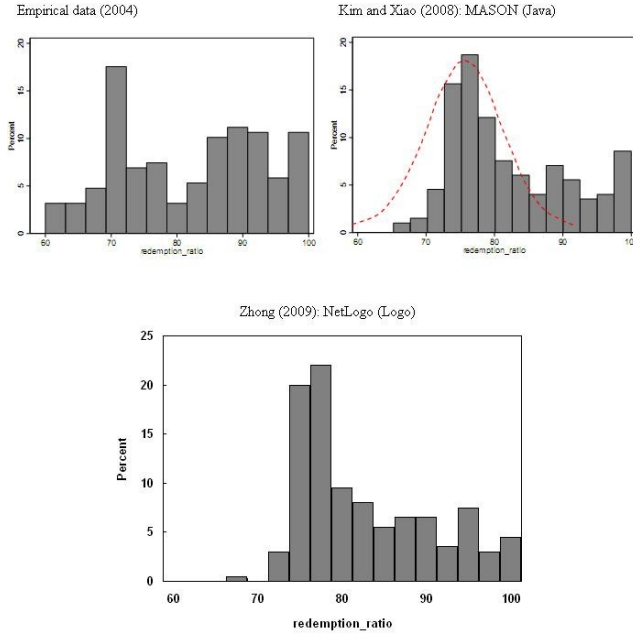 Empirical data (2004)
20
15
10
5
0
Percent
60 70 80 90 100
redemption_ratio
Kim and Xiao (2008): MASON (Java)
20
15
10
5
0
Percent
60 70 80 90 100
redemption_ratio
Zhong (2009): NetLogo (Logo)
25
20
15
10
5
0
Percent
60 70 80 90 100
redemption_ratio